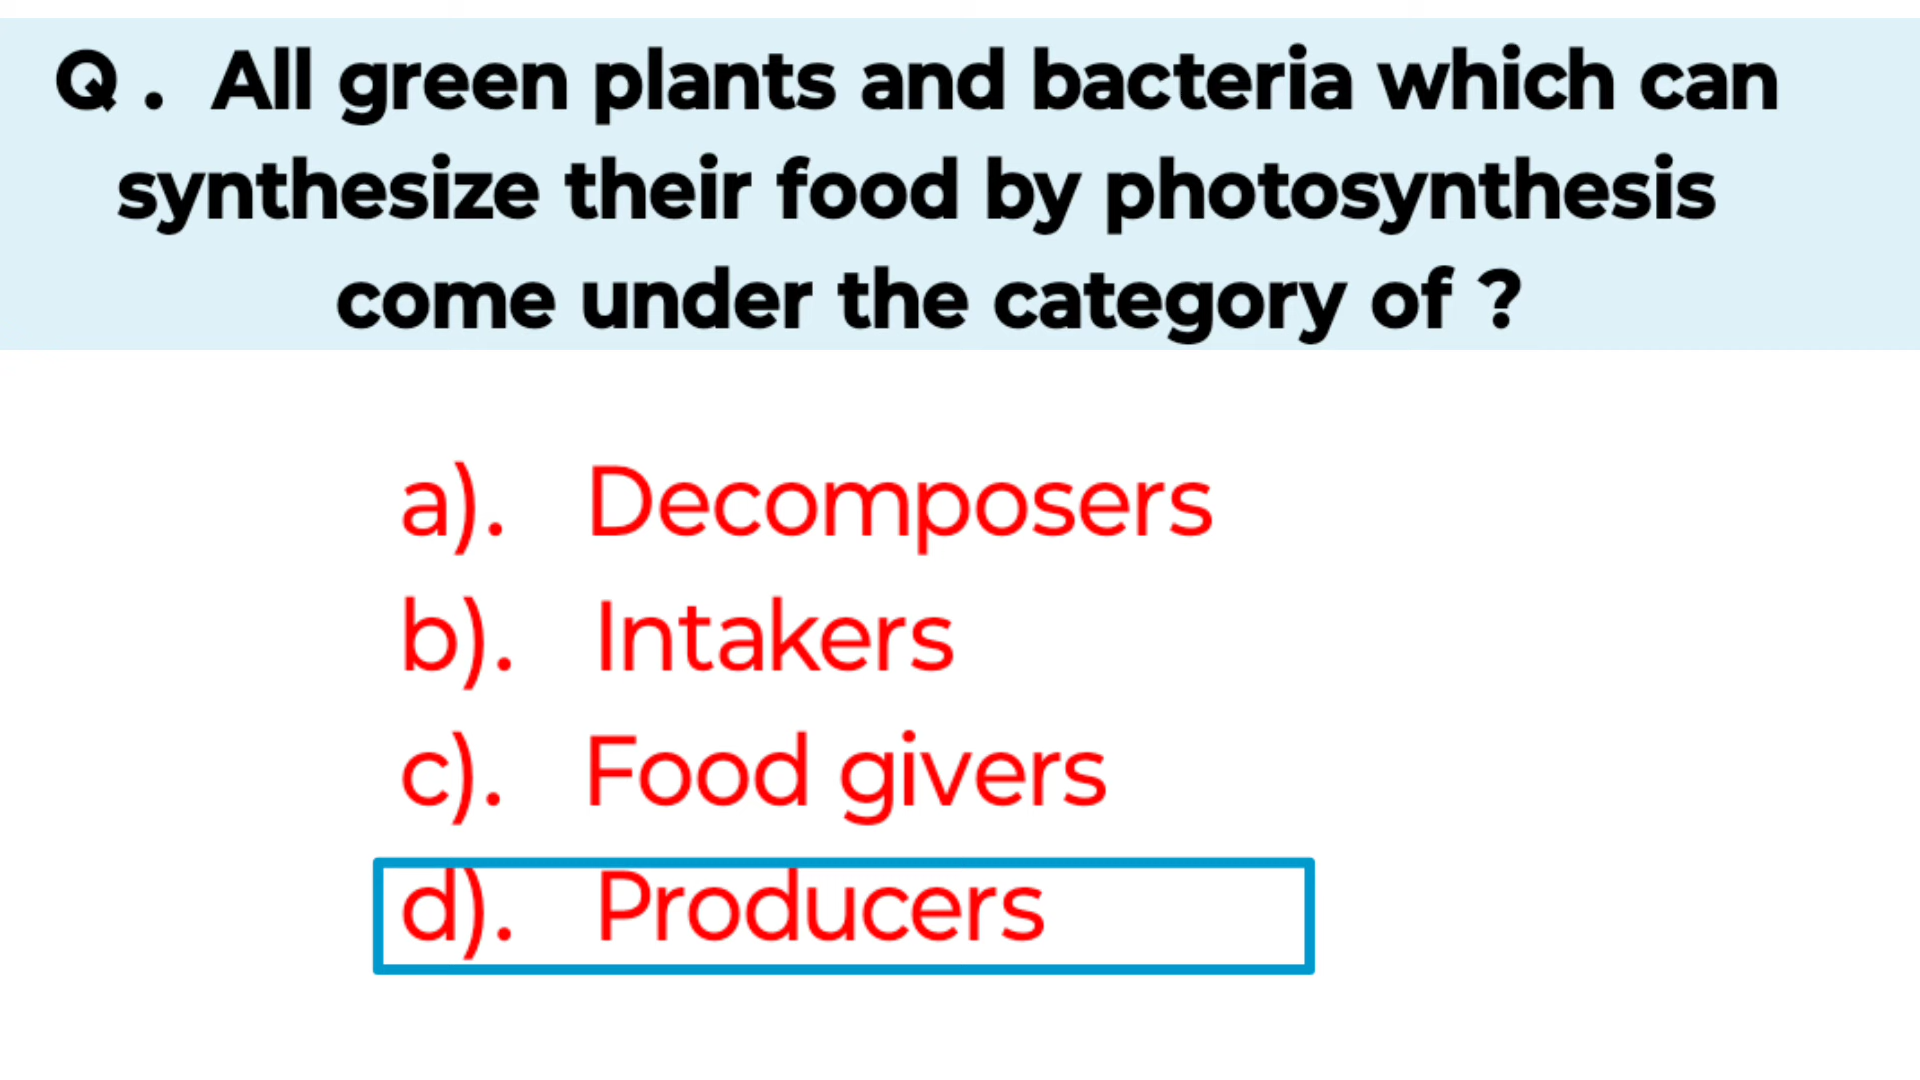 Q . All green plants and bacteria which can
synthesize their food by photosynthesis
come under the category of ?
a). Decomposers
b). Intakers
c). Food givers
d). Producers